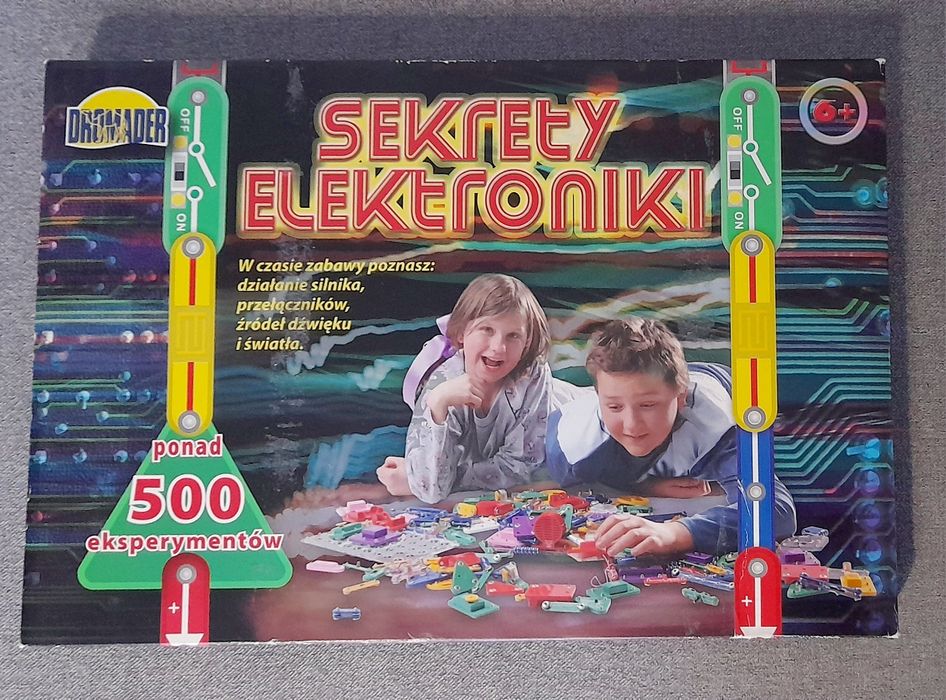 DROMADER
OFF
ON
SEKRETY
ELEKTRONIKI
6+
OFF
ON
W czasie zabawy poznasz:
działanie silnika,
przełączników,
źródeł dźwięku
i światła.
ponad
500
eksperymentów
+
+